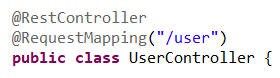 @RestController
@RequestMapping("/user")
public class UserController {